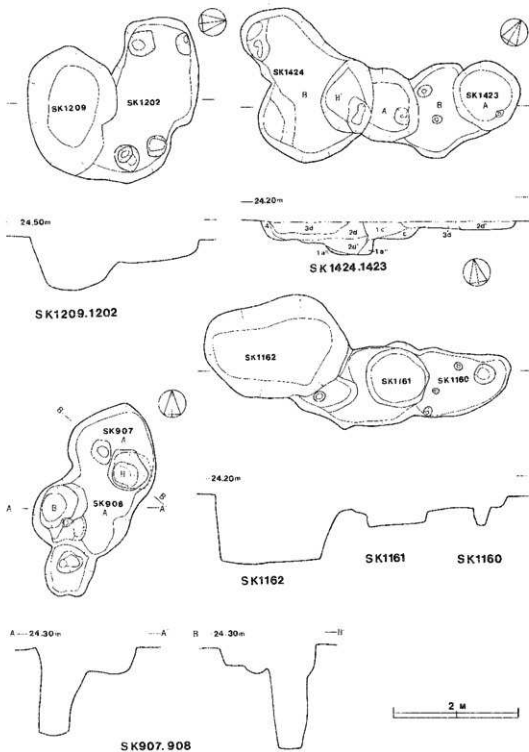 SK1209
SK1202
24.50m
SK1209.1202
SK1424
B
B'
A
B
SK1423
A
24.20m
4
3d
2d
1c
c
3d
2d
2d'
1a''
1a''
SK1424.1423
SK1162
SK1161
SK1160
24.20m
SK1162
SK1161
SK1160
B
SK907
A
B
SK908
A
B
B'
A
A'
A
24.30m
A'
B
24.30m
B'
SK907.908
2 M